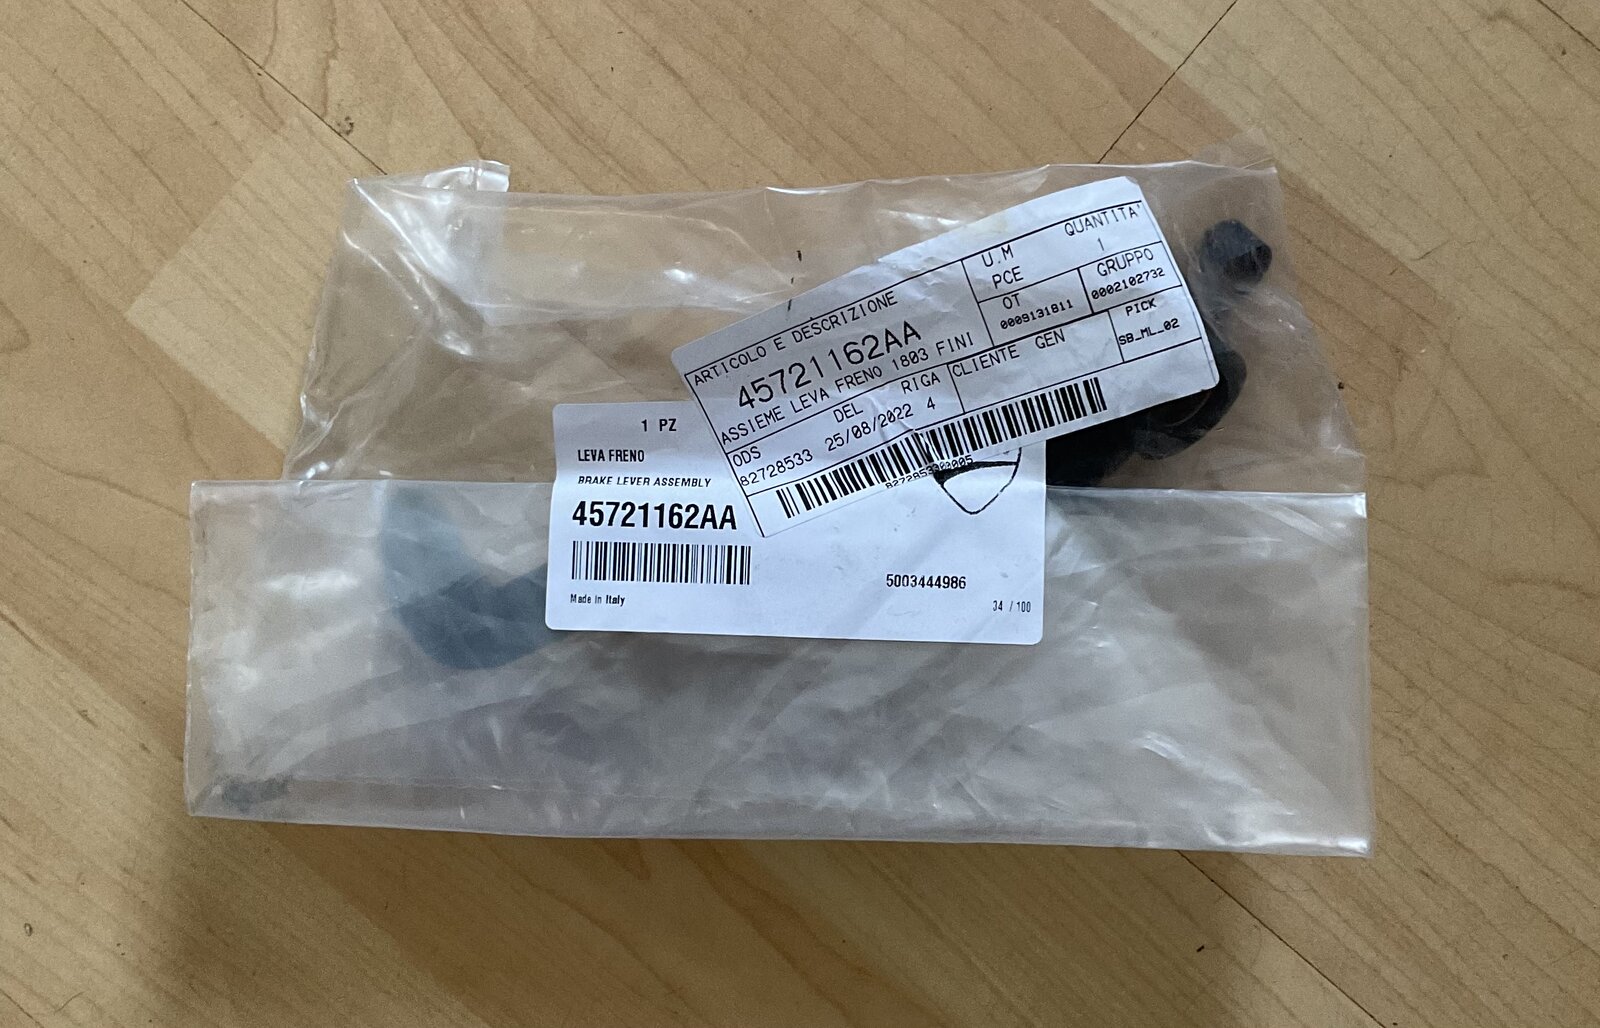 ARTICOLO E DESCRIZIONE
45721162AA
ASSIEME LEVA FRENO 1803 FINI
U.M
PCE
QUANTITA'
1
OT
0009131811
GRUPPO
0002102732
ODS
82728533
DEL
25/08/2022
RIGA
4
CLIENTE GEN
PICK
SB_ML_02
1 PZ
LEVA FRENO
BRAKE LEVER ASSEMBLY
45721162AA
Made in Italy
5003444986
34 / 100